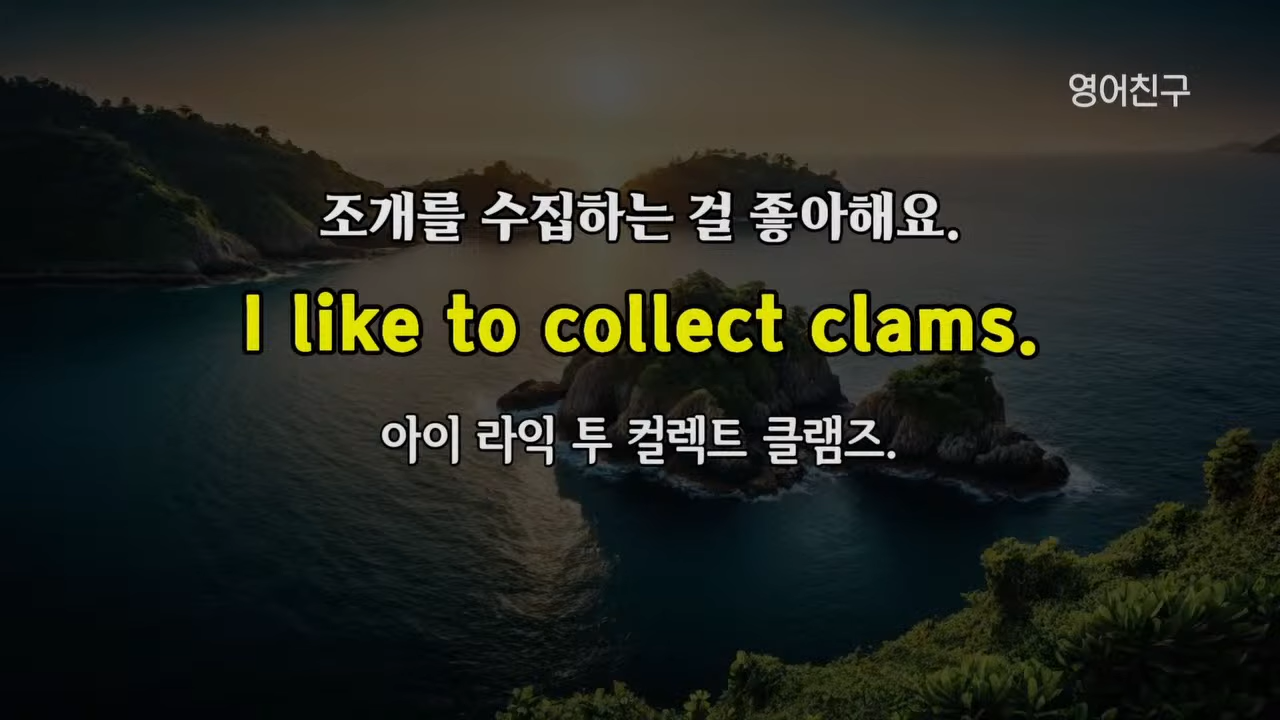 영어친구
조개를 수집하는 걸 좋아해요.
I like to collect clams.
아이 라익 투 컬렉트 클램즈.